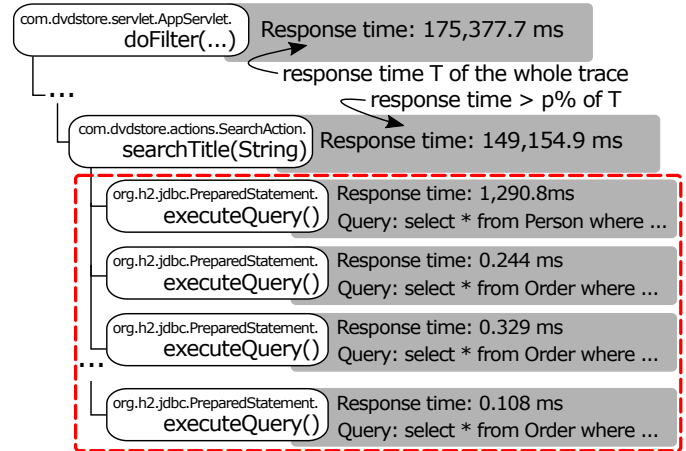 com.dvdstore.servlet.AppServlet.
doFilter(...)
Response time: 175,377.7 ms
response time T of the whole trace
...
response time > p% of T
com.dvdstore.actions.SearchAction.
searchTitle(String)
Response time: 149,154.9 ms
org.h2.jdbc.PreparedStatement.
executeQuery()
Response time: 1,290.8ms
Query: select * from Person where ...
org.h2.jdbc.PreparedStatement.
executeQuery()
Response time: 0.244 ms
Query: select * from Order where ...
org.h2.jdbc.PreparedStatement.
executeQuery()
Response time: 0.329 ms
Query: select * from Order where ...
...
org.h2.jdbc.PreparedStatement.
executeQuery()
Response time: 0.108 ms
Query: select * from Order where ...